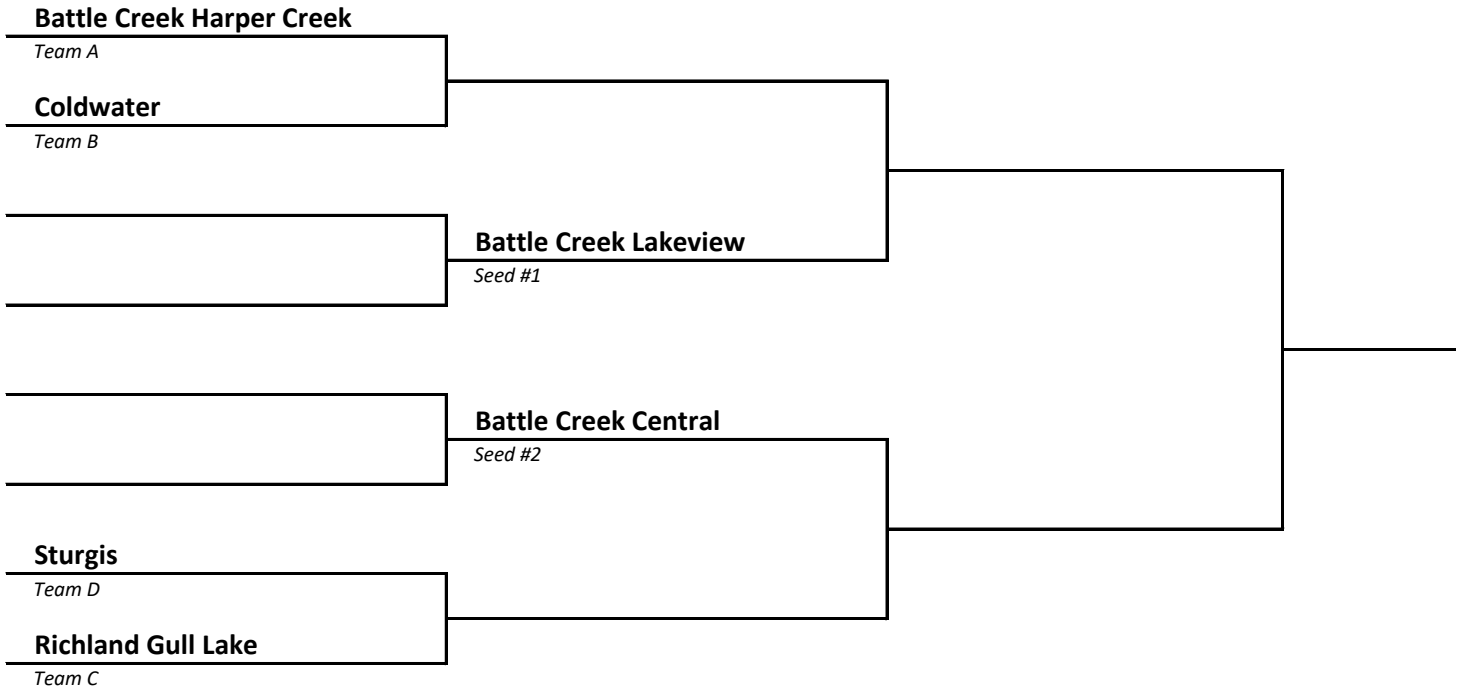 Battle Creek Harper Creek
Team A
Coldwater
Team B
Battle Creek Lakeview
Seed #1
Battle Creek Central
Seed #2
Sturgis
Team D
Richland Gull Lake
Team C